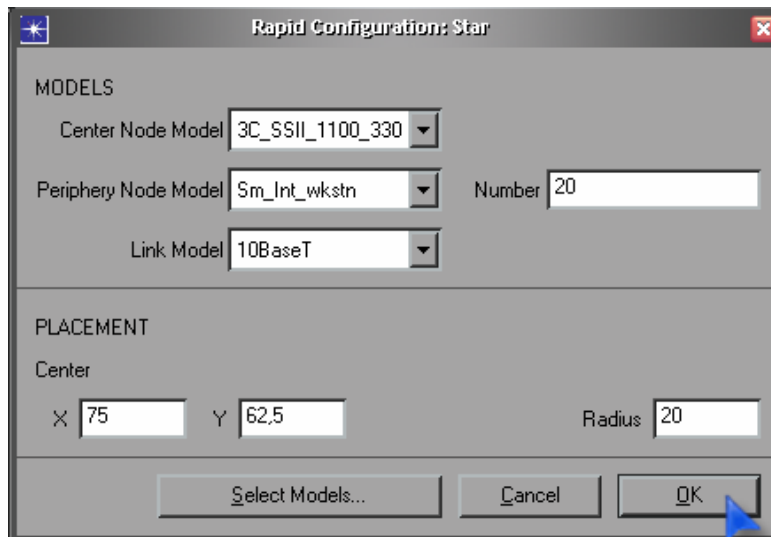 Rapid Configuration: Star
MODELS
Center Node Model 3C_SSII_1100_330
Periphery Node Model Sm_Int_wkstn Number 20
Link Model 10BaseT
PLACEMENT
Center
X 75 Y 62,5 Radius 20
Select Models... Cancel OK